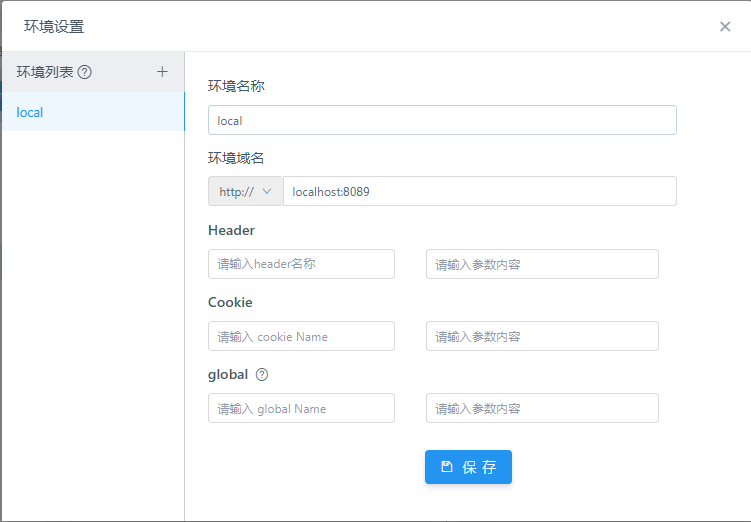 环境设置
环境列表
local
环境名称
local
环境域名
http:// localhost:8089
Header
请输入header名称 请输入参数内容
Cookie
请输入 cookie Name 请输入参数内容
global
请输入 global Name 请输入参数内容
保 存